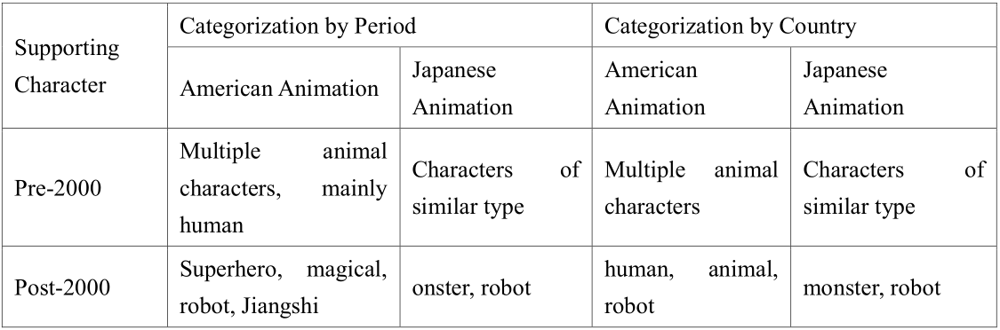 Supporting
Character
Categorization by Period
Categorization by Country
American Animation
Japanese
Animation
American
Animation
Japanese
Animation
Pre-2000
Multiple animal
characters, mainly
human
Characters of
similar type
Multiple animal
characters
Characters of
similar type
Post-2000
Superhero, magical,
robot, Jiangshi
onster, robot
human, animal,
robot
monster, robot